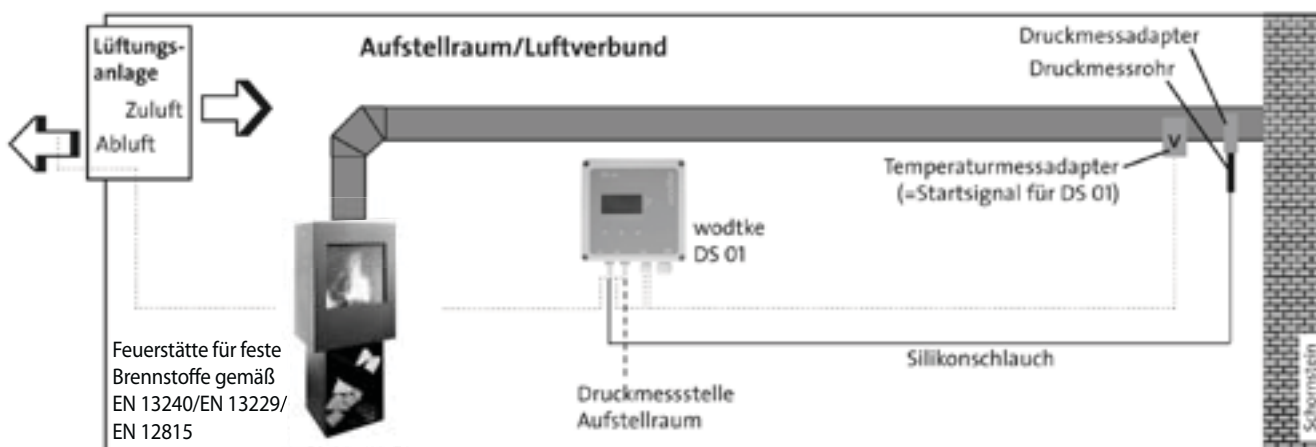 Lüftungs-
anlage
Zuluft
Abluft
Aufstellraum/Luftverbund
Druckmessadapter
Druckmessrohr
V
Temperaturmessadapter
(=Startsignal für DS 01)
wodtke
DS 01
Silikonschlauch
Druckmessstelle
Aufstellraum
Feuerstätte für feste
Brennstoffe gemäß
EN 13240/EN 13229/
EN 12815
Schornstein